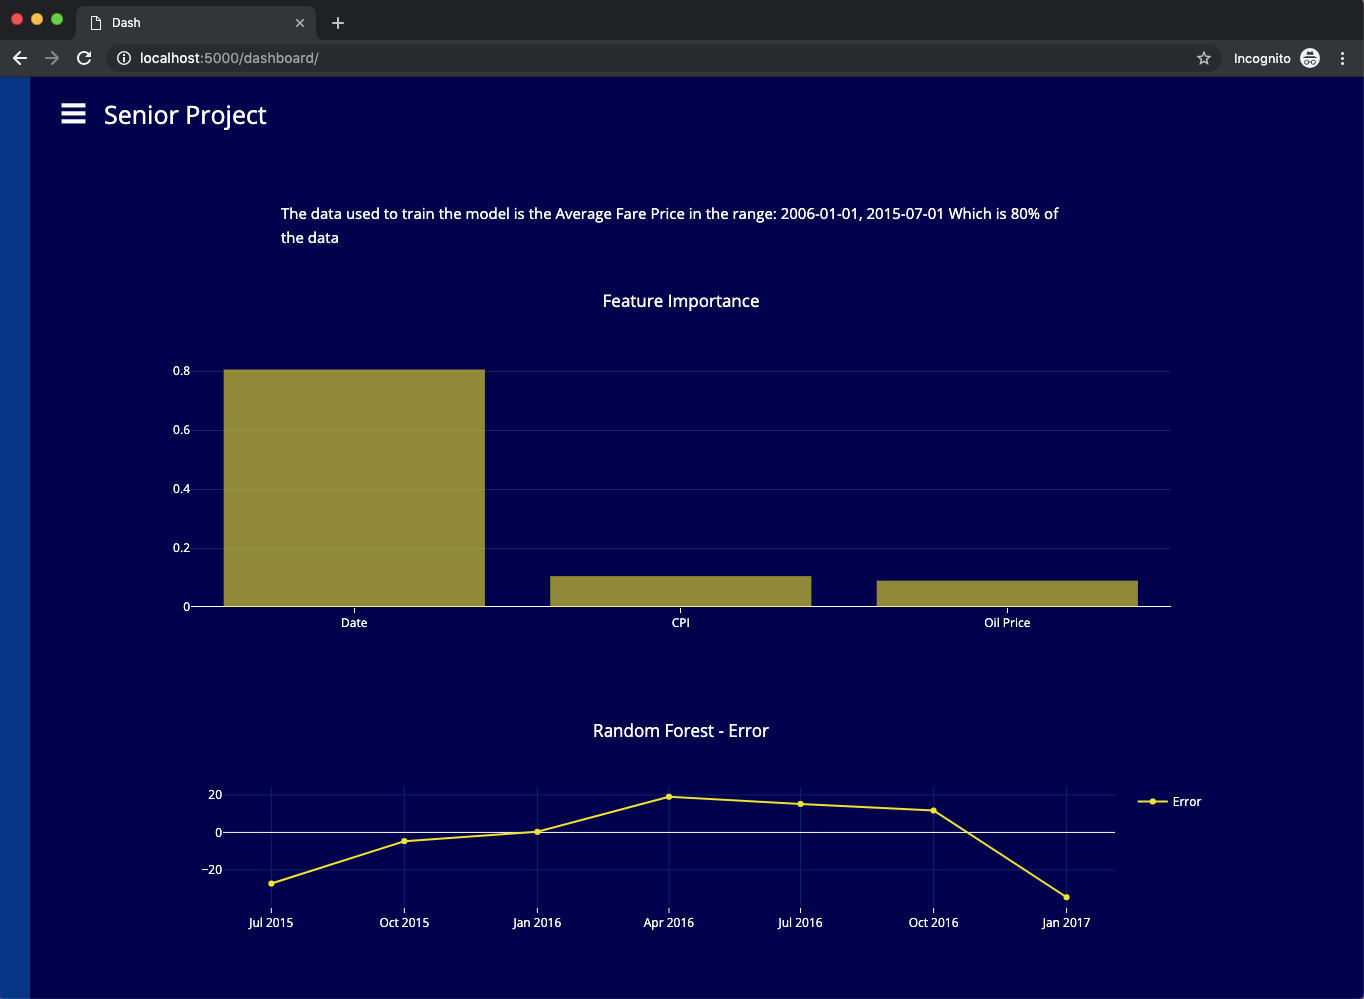 Dash
localhost:5000/dashboard/
Incognito
Senior Project
The data used to train the model is the Average Fare Price in the range: 2006-01-01, 2015-07-01 Which is 80% of
the data
Feature Importance
0.8
0.6
0.4
0.2
0
Date CPI Oil Price
Random Forest - Error
20
0
−20
Error
Jul 2015 Oct 2015 Jan 2016 Apr 2016 Jul 2016 Oct 2016 Jan 2017